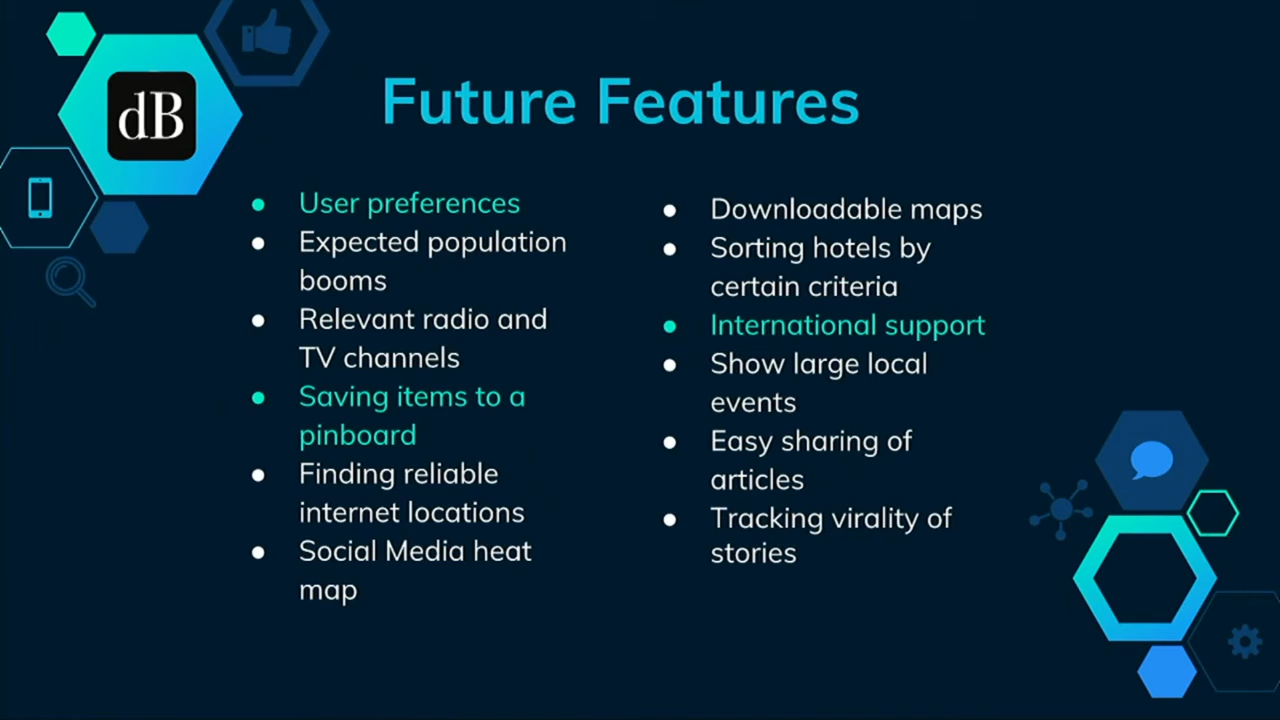 dB
Future Features
User preferences
Expected population
booms
Relevant radio and
TV channels
Saving items to a
pinboard
Finding reliable
internet locations
Social Media heat
map
Downloadable maps
Sorting hotels by
certain criteria
International support
Show large local
events
Easy sharing of
articles
Tracking virality of
stories